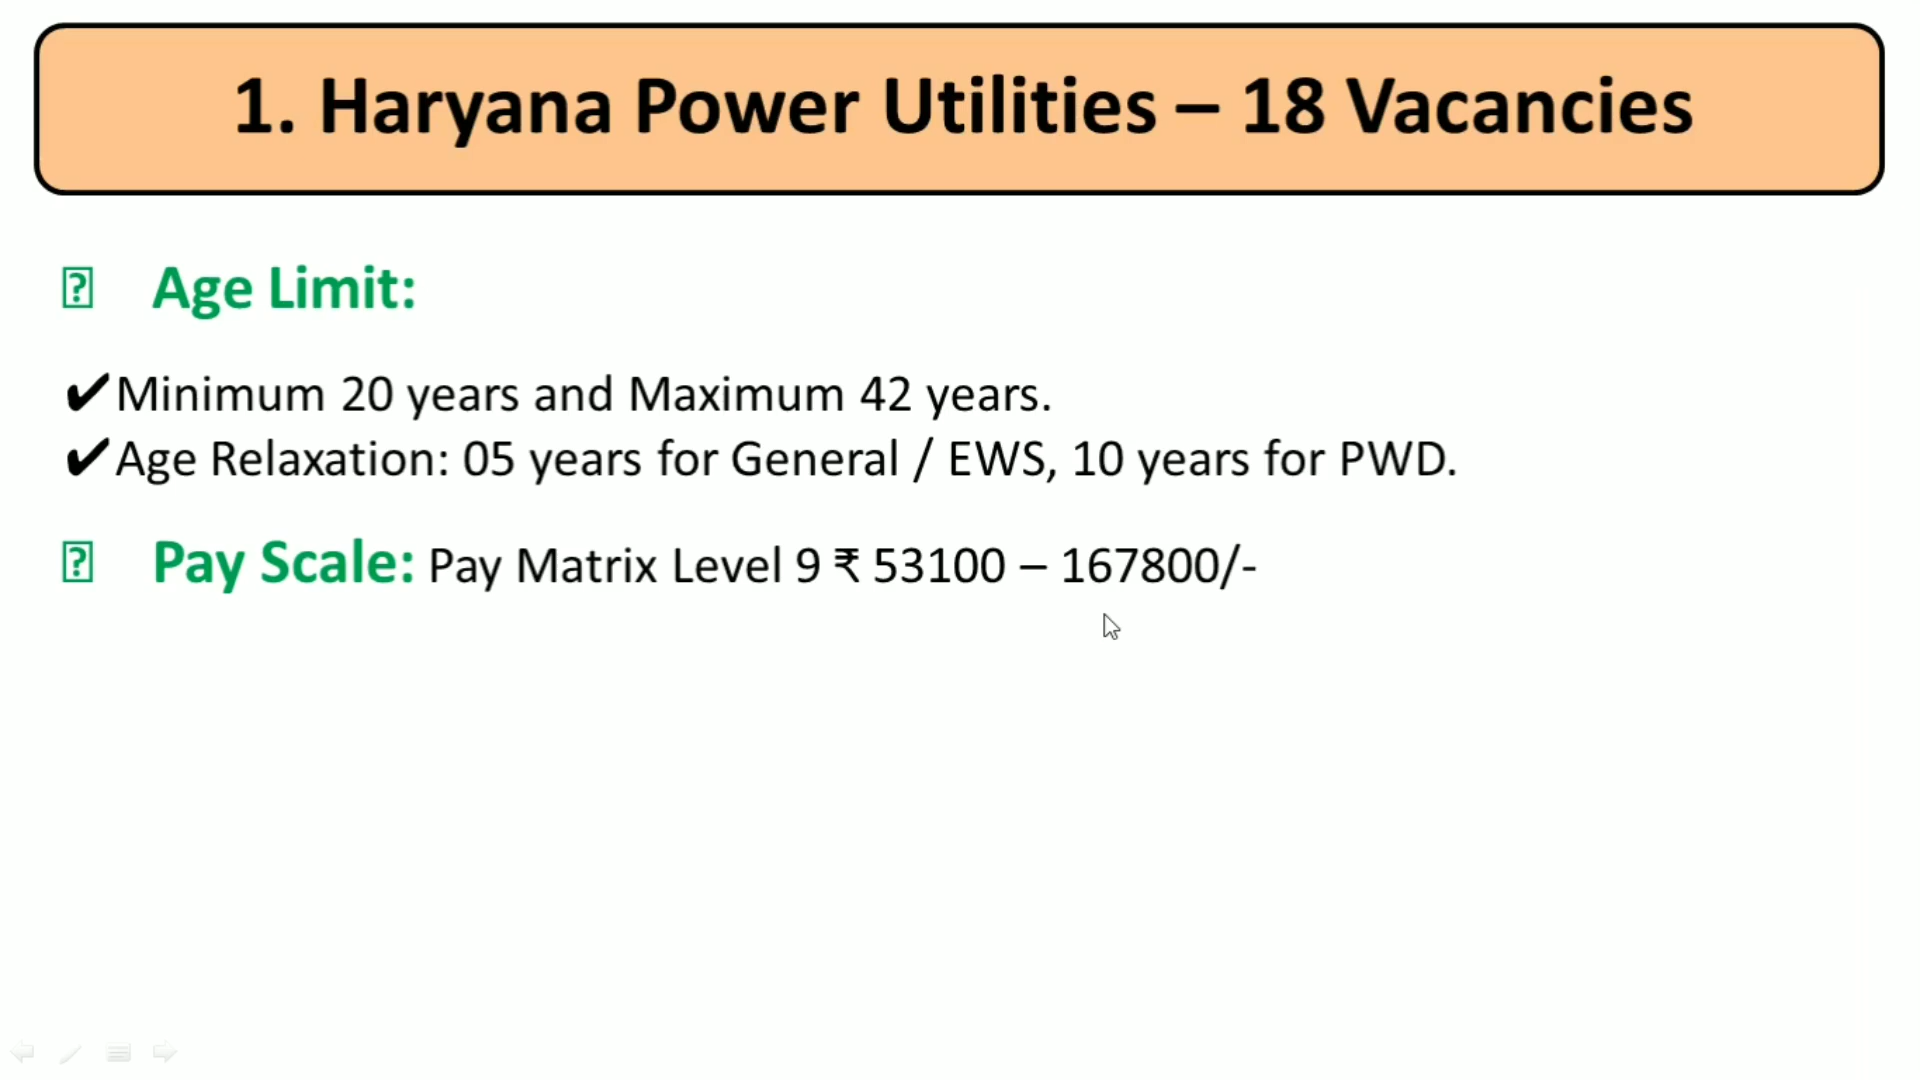 1. Haryana Power Utilities – 18 Vacancies
Age Limit:
✔Minimum 20 years and Maximum 42 years.
✔Age Relaxation: 05 years for General / EWS, 10 years for PWD.
Pay Scale: Pay Matrix Level 9 ₹ 53100 – 167800/-